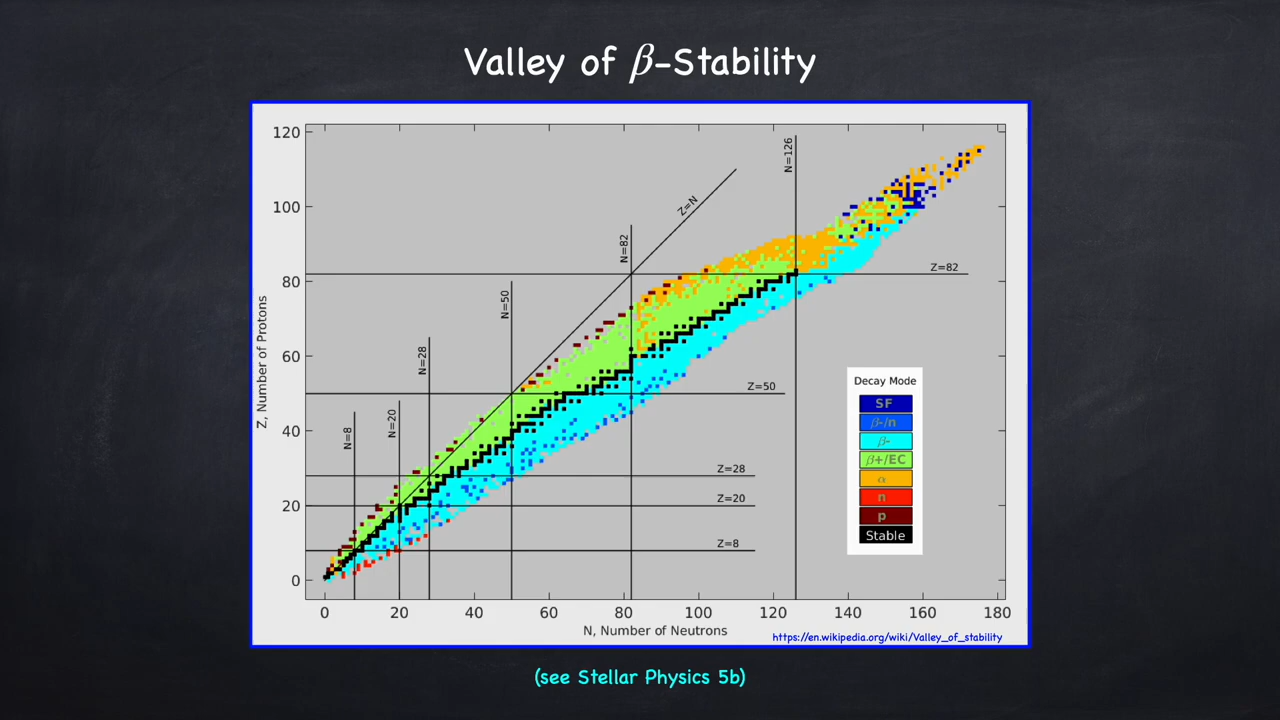 Valley of β-Stability
120
100
80
60
40
20
0
Z, Number of Protons
N=8
N=20
N=28
N=50
N=82
Z=N
N=126
Z=82
Z=50
Z=28
Z=20
Z=8
Decay Mode
SF
β-/n
β-
β+/EC
α
n
p
Stable
0 20 40 60 80 100 120 140 160 180
N, Number of Neutrons
https://en.wikipedia.org/wiki/Valley_of_stability
(see Stellar Physics 5b)